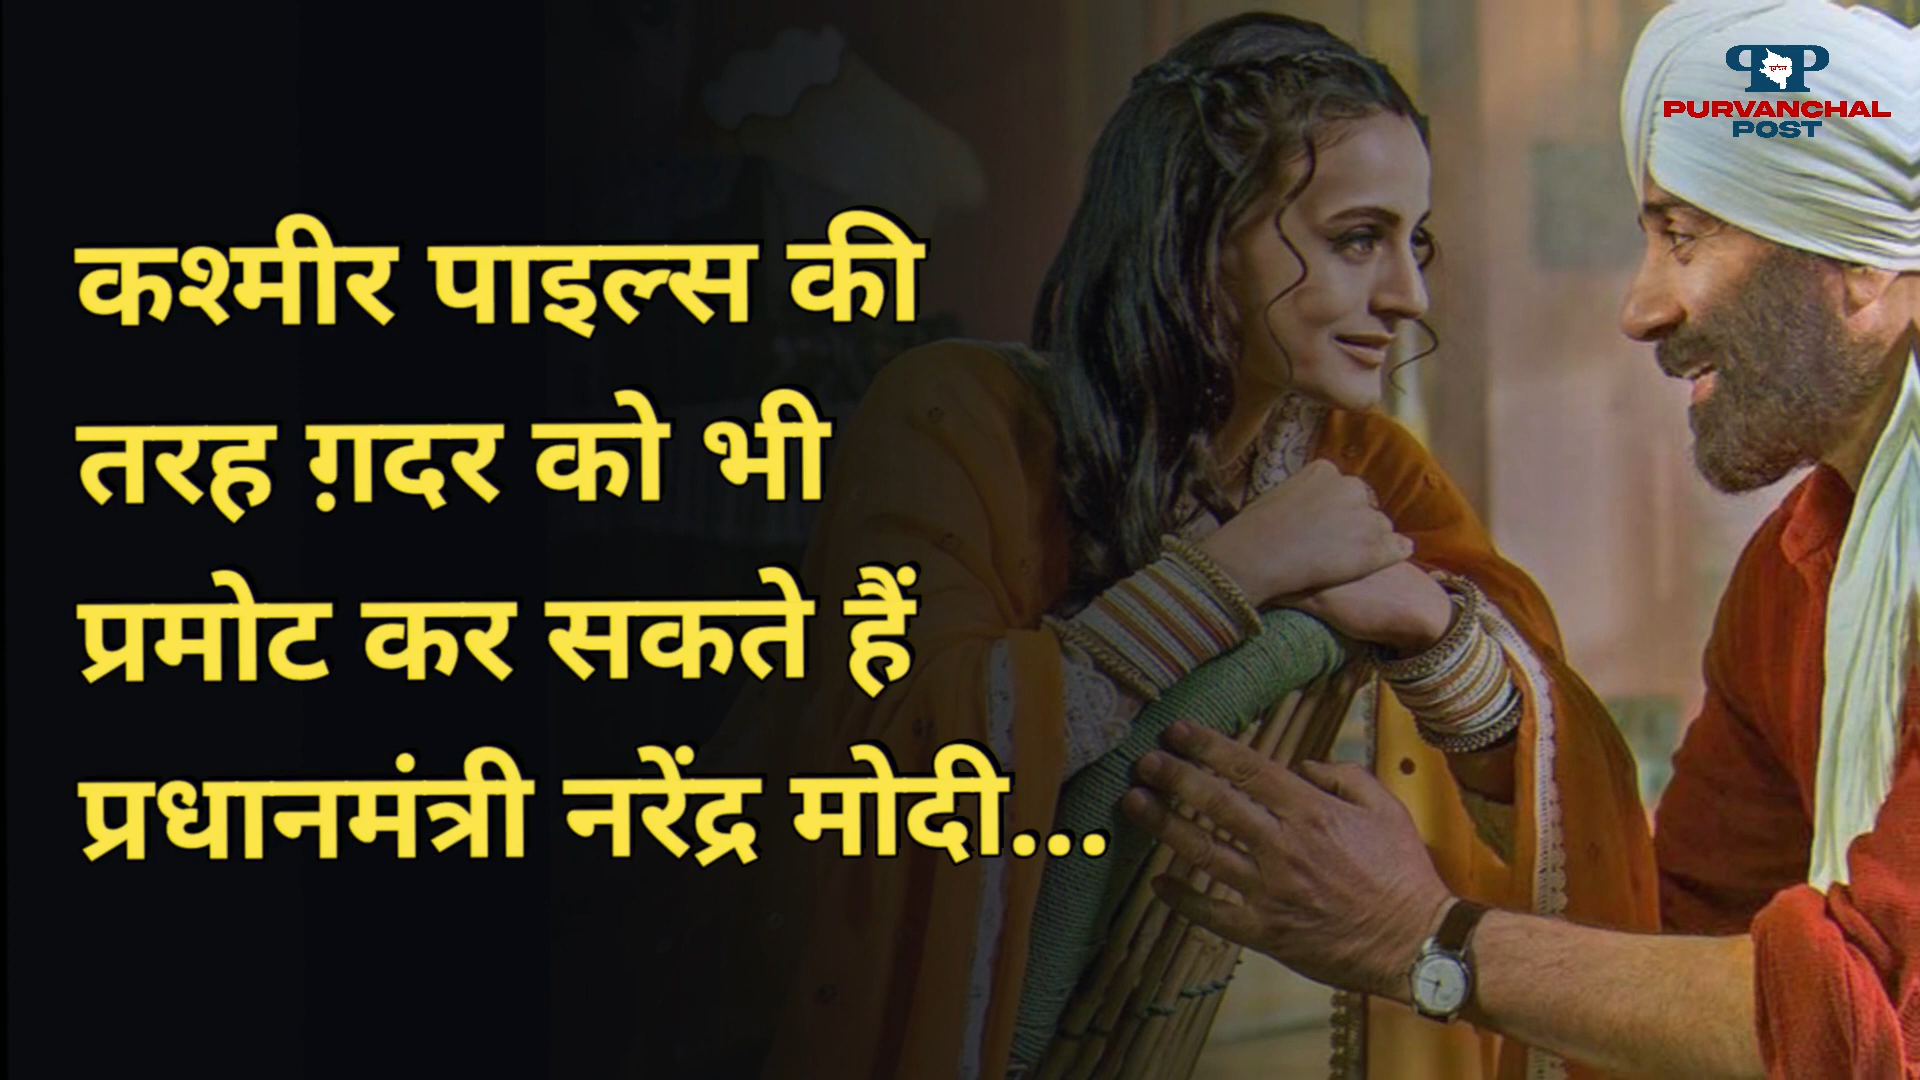 PURVANCHAL
POST
कश्मीर पाइल्स की
तरह ग़दर को भी
प्रमोट कर सकते हैं
प्रधानमंत्री नरेंद्र मोदी...